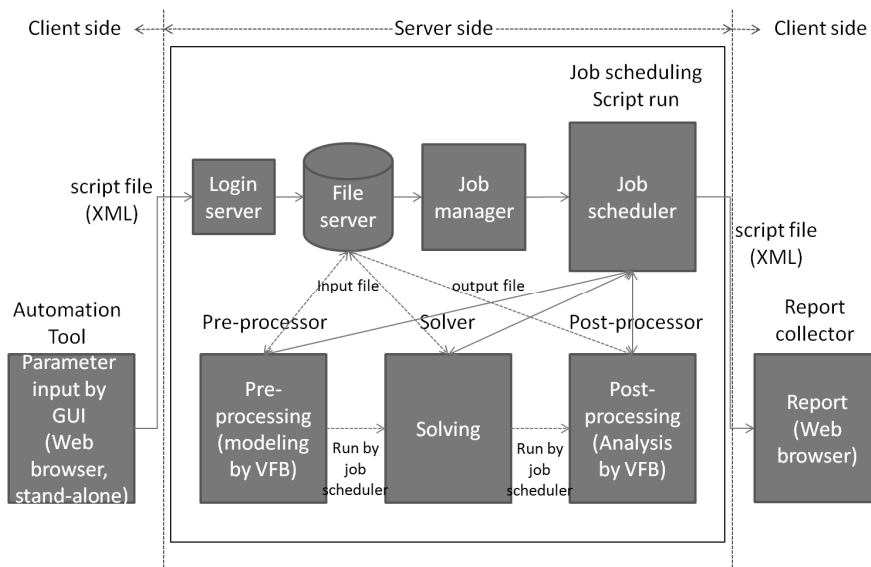 Client side
Server side
Client side
Job scheduling
Script run
script file
(XML)
Login
server
File
server
Job
manager
Job
scheduler
script file
(XML)
Input file
output file
Automation
Tool
Pre-processor
Solver
Post-processor
Report
collector
Parameter
input by
GUI
(Web
browser,
stand-alone)
Pre-
processing
(modeling
by VFB)
Run by
job
scheduler
Solving
Run by
job
scheduler
Post-
processing
(Analysis
by VFB)
Report
(Web
browser)